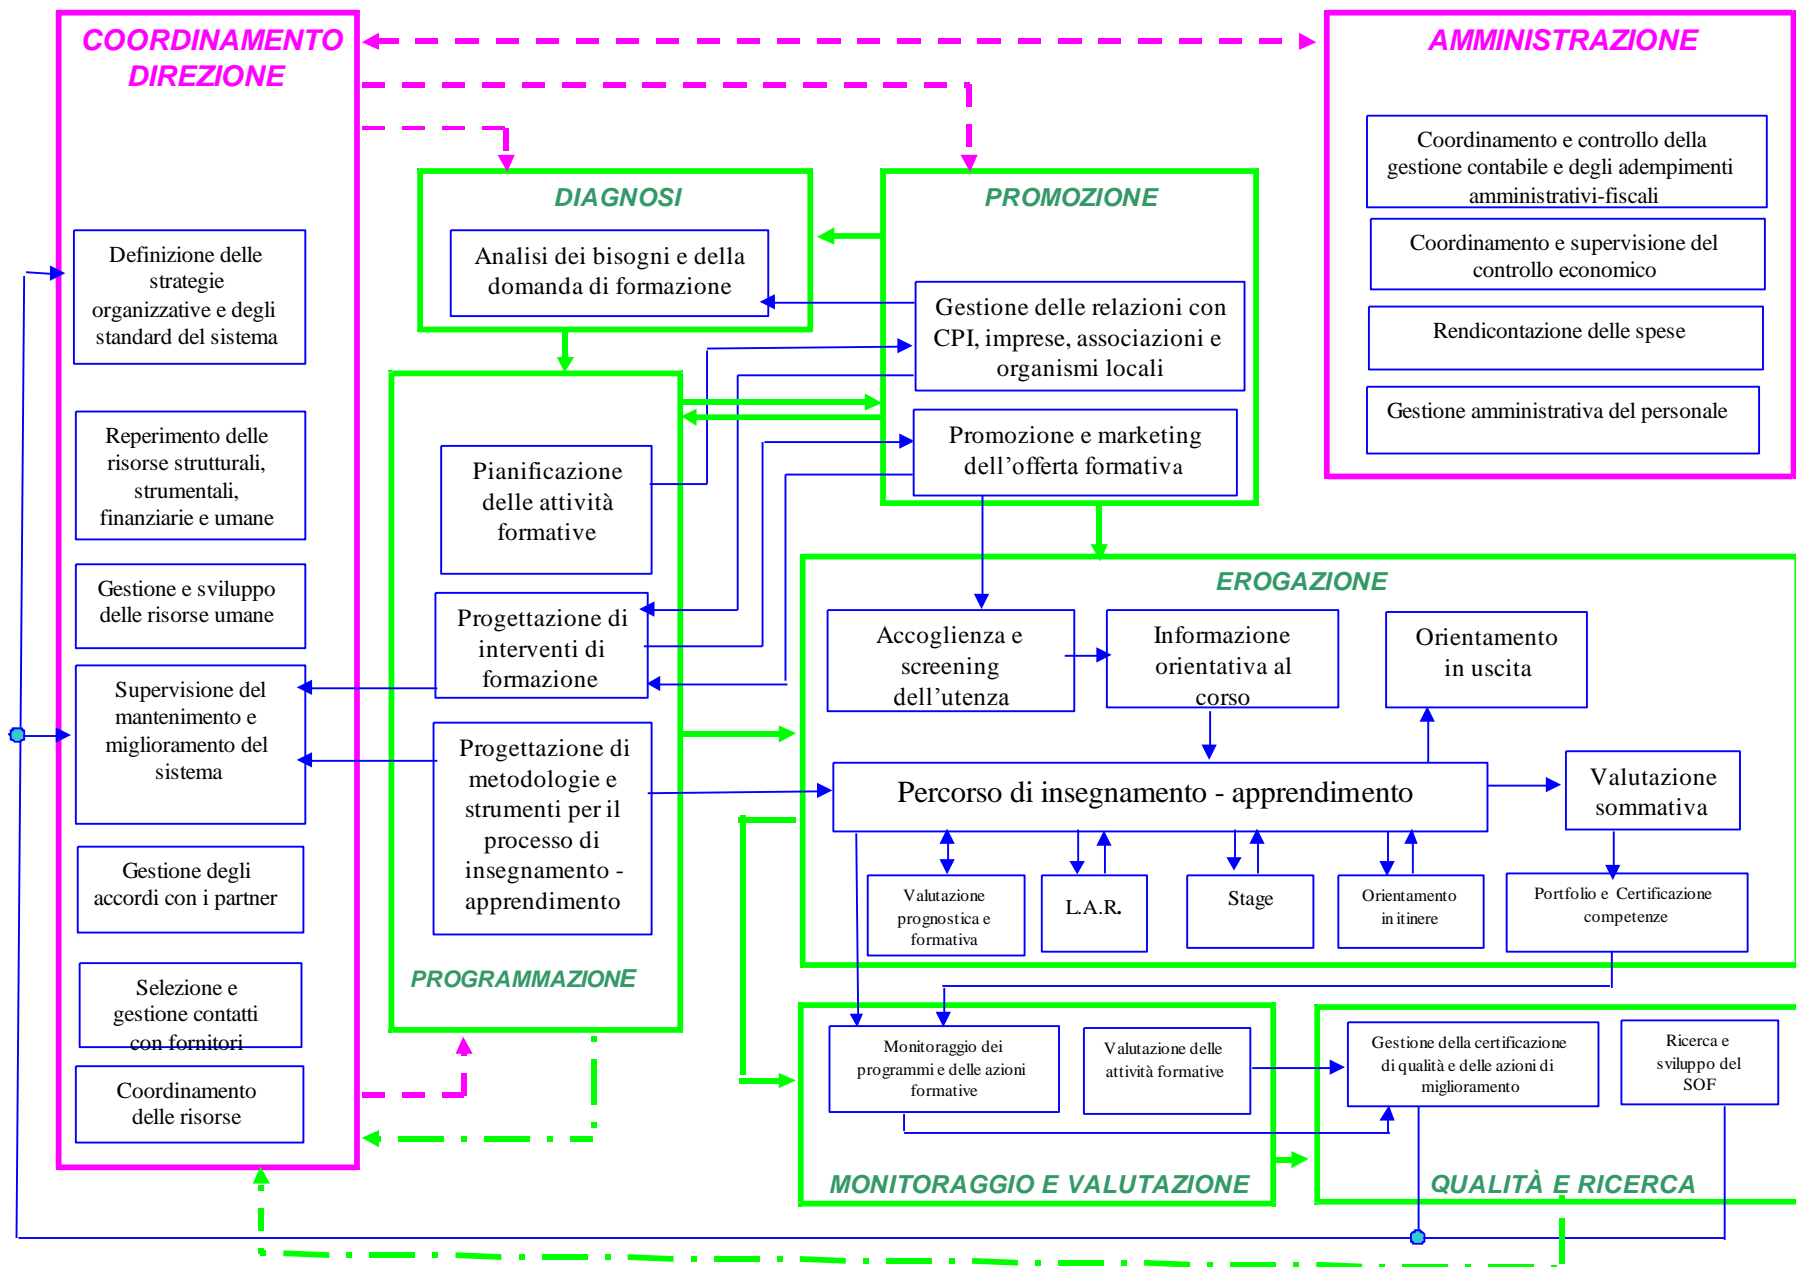 COORDINAMENTO
DIREZIONE
Definizione delle
strategie
organizzative e degli
standard del sistema
Reperimento delle
risorse strutturali,
strumentali,
finanziarie e umane
Gestione e sviluppo
delle risorse umane
Supervisione del
mantenimento e
miglioramento del
sistema
Gestione degli
accordi con i partner
Selezione e
gestione contatti
con fornitori
Coordinamento
delle risorse
DIAGNOSI
Analisi dei bisogni e della
domanda di formazione
PROMOZIONE
Gestione delle relazioni con
CPI, imprese, associazioni e
organismi locali
Promozione e marketing
dell’offerta formativa
AMMINISTRAZIONE
Coordinamento e controllo della
gestione contabile e degli adempimenti
amministrativi-fiscali
Coordinamento e supervisione del
controllo economico
Rendicontazione delle spese
Gestione amministrativa del personale
Pianificazione
delle attività
formative
Progettazione di
interventi di
formazione
Progettazione di
metodologie e
strumenti per il
processo di
insegnamento -
apprendimento
PROGRAMMAZIONE
EROGAZIONE
Accoglienza e
screening
dell’utenza
Informazione
orientativa al
corso
Orientamento
in uscita
Percorso di insegnamento - apprendimento
Valutazione
sommativa
Valutazione
prognostica e
formativa
L.A.R.
Stage
Orientamento
in itinere
Portfolio e Certificazione
competenze
Monitoraggio dei
programmi e delle azioni
formative
Valutazione delle
attività formative
MONITORAGGIO E VALUTAZIONE
Gestione della certificazione
di qualità e delle azioni di
miglioramento
Ricerca e
sviluppo del
SOF
QUALITÀ E RICERCA